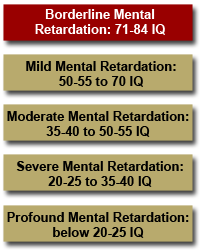 Borderline Mental
Retardation: 71-84 IQ
Mild Mental Retardation:
50-55 to 70 IQ
Moderate Mental Retardation:
35-40 to 50-55 IQ
Severe Mental Retardation:
20-25 to 35-40 IQ
Profound Mental Retardation:
below 20-25 IQ